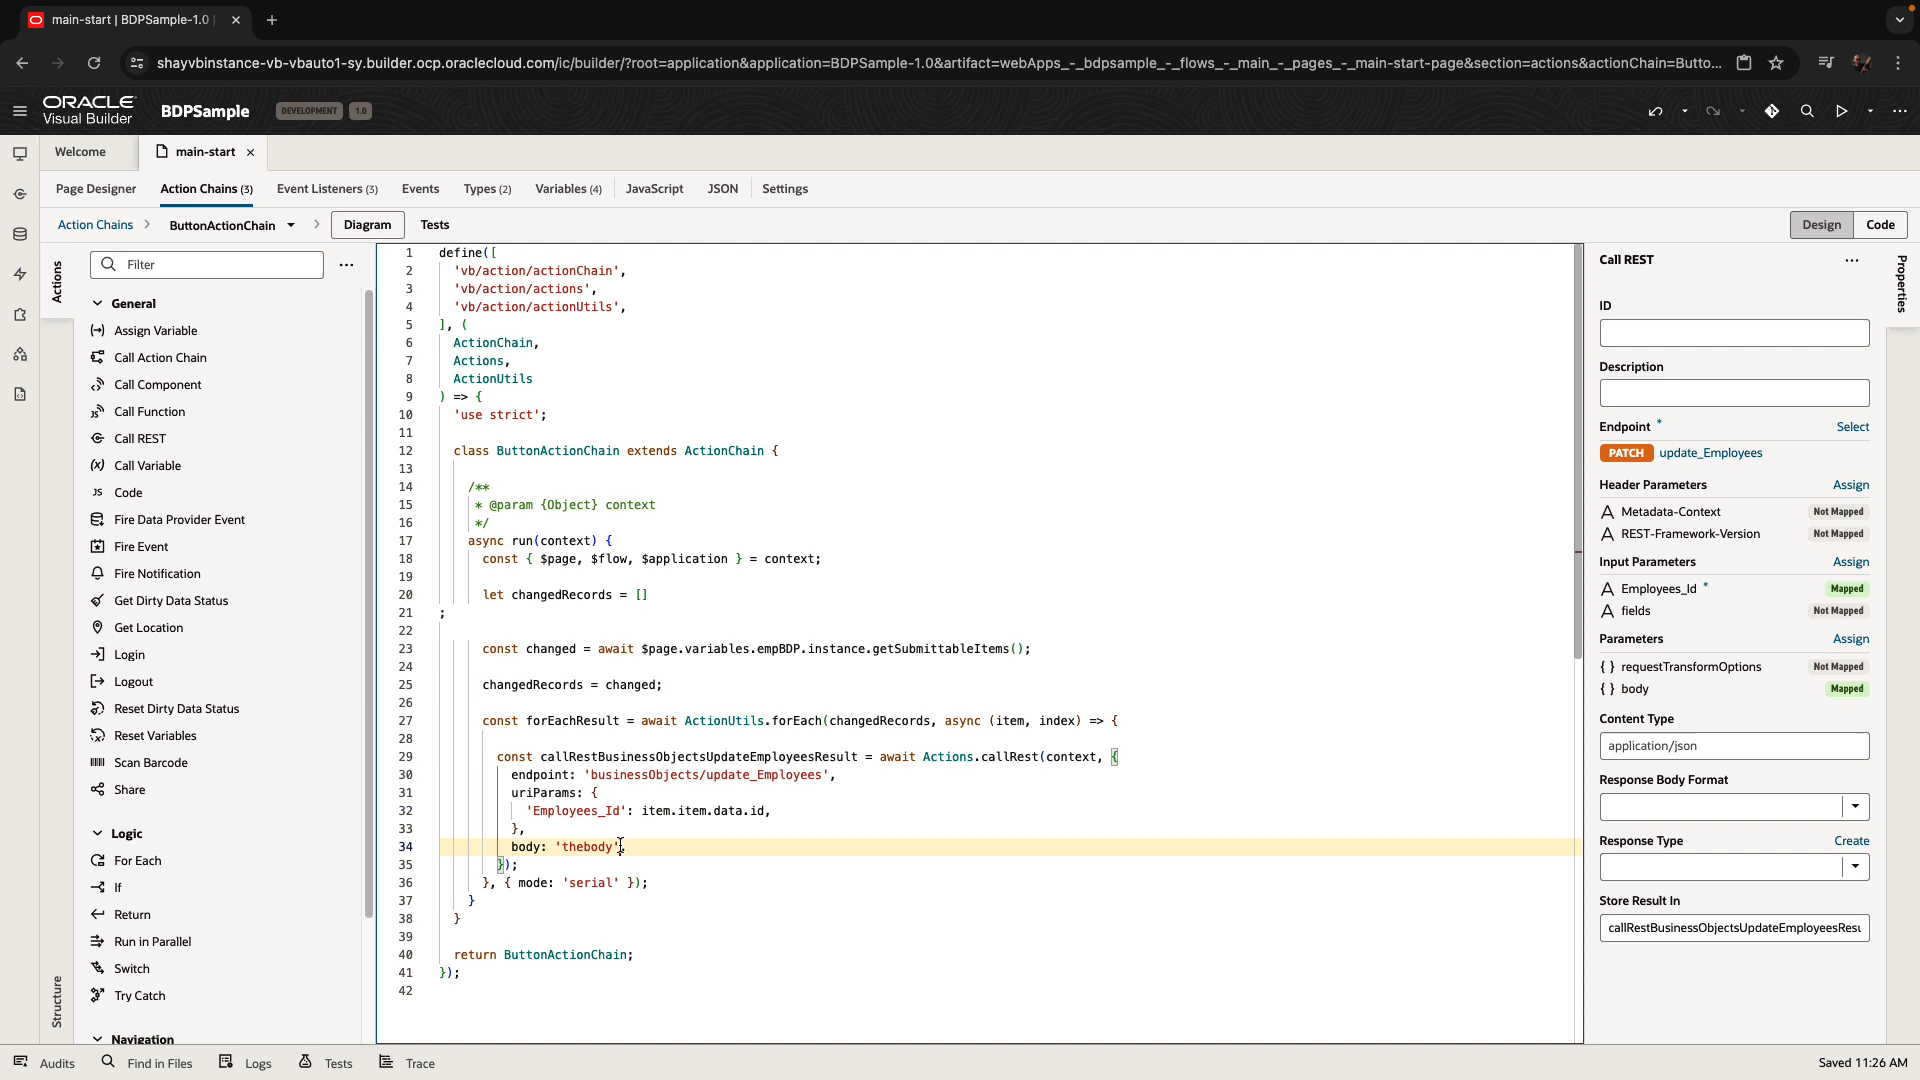 main-start | BDPSample-1.0 |
shayvbinstance-vb-vbauto1-sy.builder.ocp.oraclecloud.com/ic/builder/?root=application&application=BDPSample-1.0&artifact=webApps_-_bdpsample_-_flows_-_main_-_pages_-_main-start-page&section=actions&actionChain=Butto...
ORACLE
Visual Builder
BDPSample
DEVELOPMENT 1.0
Welcome
main-start
Page Designer
Action Chains (3)
Event Listeners (3)
Events
Types (2)
Variables (4)
JavaScript
JSON
Settings
Action Chains
ButtonActionChain
Diagram
Tests
Design
Code
Actions
Structure
Filter
General
Assign Variable
Call Action Chain
Call Component
Call Function
Call REST
Call Variable
JS Code
Fire Data Provider Event
Fire Event
Fire Notification
Get Dirty Data Status
Get Location
Login
Logout
Reset Dirty Data Status
Reset Variables
Scan Barcode
Share
Logic
For Each
If
Return
Run in Parallel
Switch
Try Catch
Navigation
1 define([
2 'vb/action/actionChain',
3 'vb/action/actions',
4 'vb/action/actionUtils',
5 ], (
6 ActionChain,
7 Actions,
8 ActionUtils
9 ) => {
10 'use strict';
11
12 class ButtonActionChain extends ActionChain {
13
14 /**
15 * @param {Object} context
16 */
17 async run(context) {
18 const { $page, $flow, $application } = context;
19
20 let changedRecords = []
21 ;
22
23 const changed = await $page.variables.empBDP.instance.getSubmittableItems();
24
25 changedRecords = changed;
26
27 const forEachResult = await ActionUtils.forEach(changedRecords, async (item, index) => {
28
29 const callRestBusinessObjectsUpdateEmployeesResult = await Actions.callRest(context, {
30 endpoint: 'businessObjects/update_Employees',
31 uriParams: {
32 'Employees_Id': item.item.data.id,
33 },
34 body: 'thebody',
35 });
36 }, { mode: 'serial' });
37 }
38 }
39
40 return ButtonActionChain;
41 });
42
Call REST
Properties
ID
Description
Endpoint * Select
PATCH update_Employees
Header Parameters Assign
Metadata-Context Not Mapped
REST-Framework-Version Not Mapped
Input Parameters Assign
Employees_Id * Mapped
fields Not Mapped
Parameters Assign
{ } requestTransformOptions Not Mapped
{ } body Mapped
Content Type
application/json
Response Body Format
Response Type Create
Store Result In
callRestBusinessObjectsUpdateEmployeesResu
Audits
Find in Files
Logs
Tests
Trace
Saved 11:26 AM